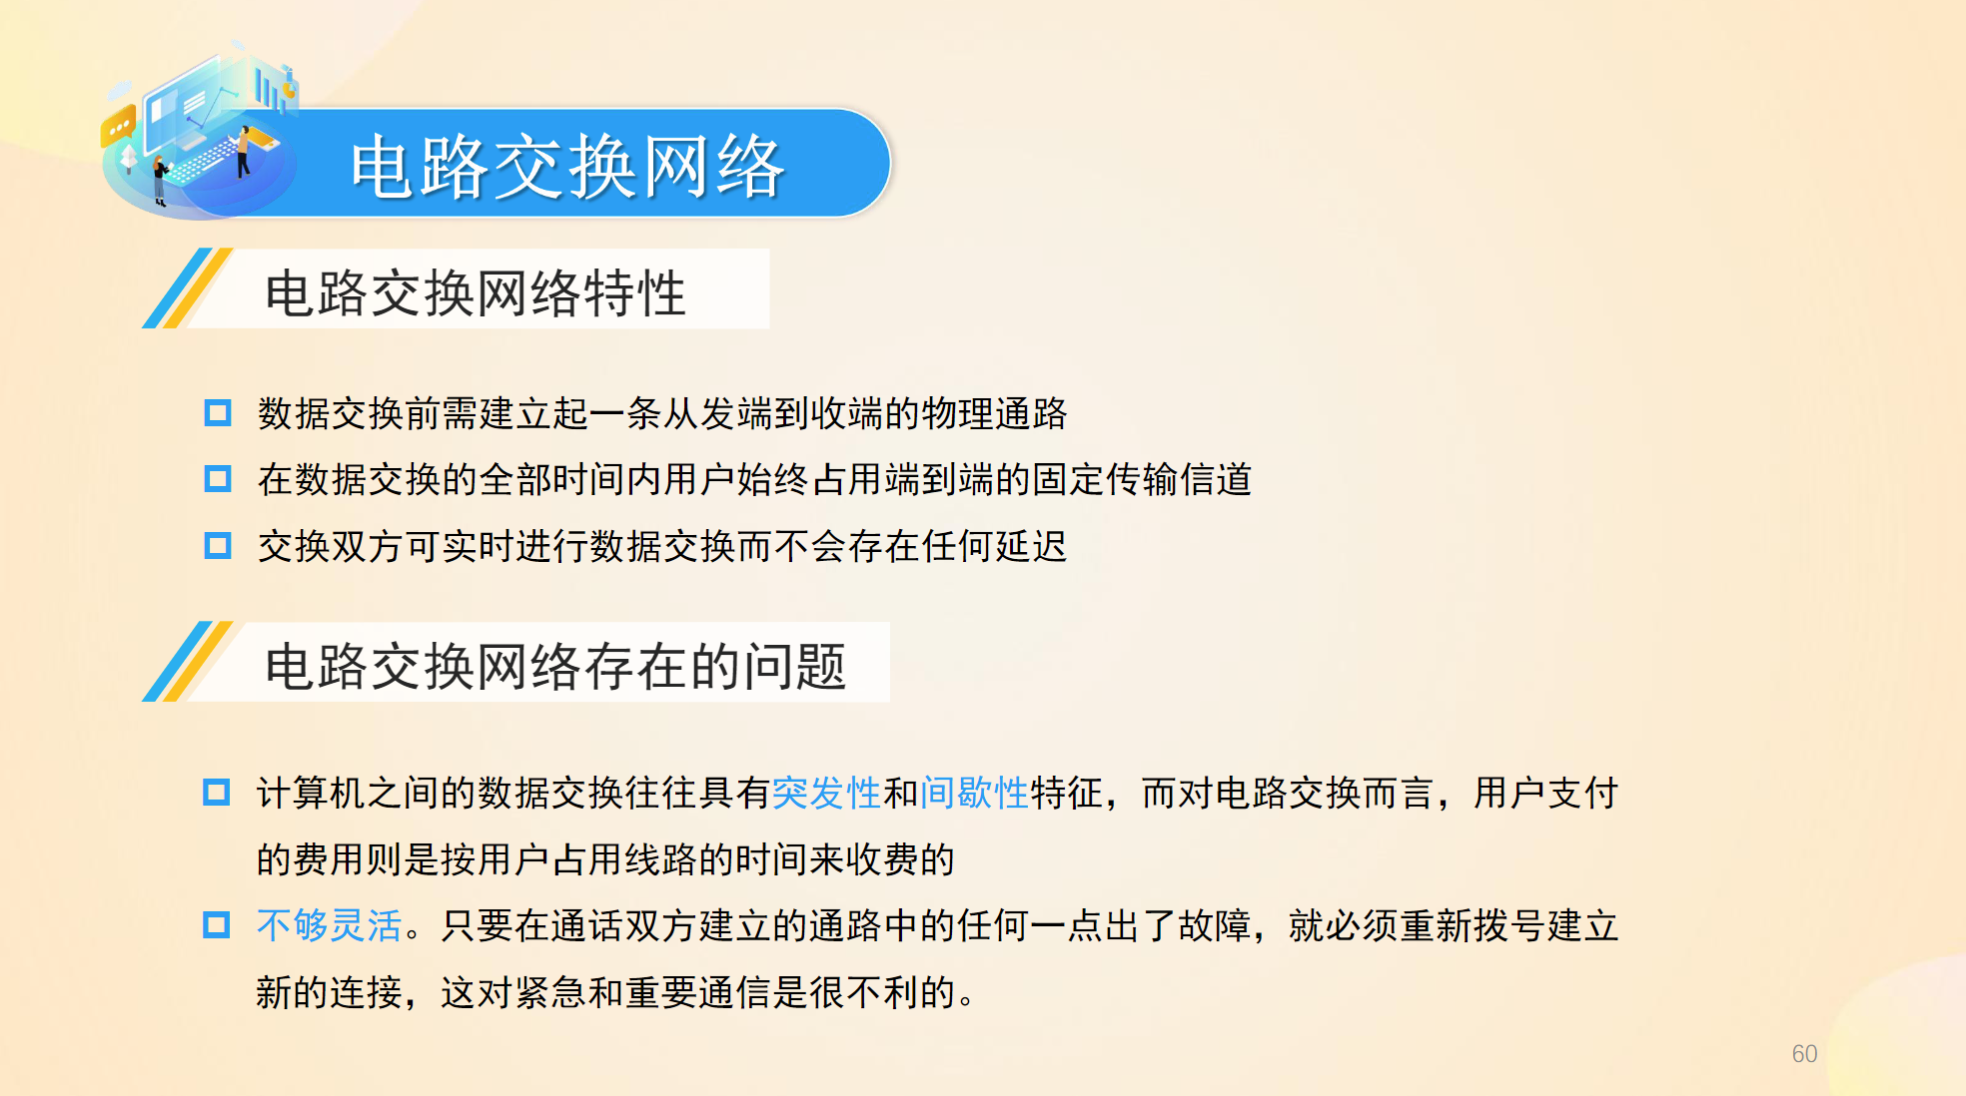 电路交换网络
电路交换网络特性
数据交换前需建立起一条从发端到收端的物理通路
在数据交换的全部时间内用户始终占用端到端的固定传输信道
交换双方可实时进行数据交换而不会存在任何延迟
电路交换网络存在的问题
计算机之间的数据交换往往具有突发性和间歇性特征，而对电路交换而言，用户支付
的费用则是按用户占用线路的时间来收费的
不够灵活。只要在通话双方建立的通路中的任何一点出了故障，就必须重新拨号建立
新的连接，这对紧急和重要通信是很不利的。
60